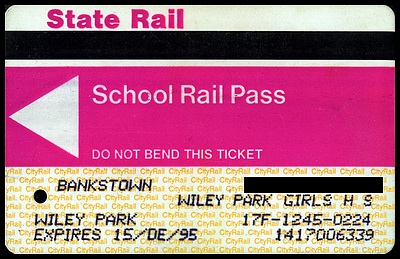 State Rail
School Rail Pass
DO NOT BEND THIS TICKET
BANKSTOWN
WILEY PARK GIRLS H S
WILEY PARK 17F-1245-0224
EXPIRES 15/DE/95 1417006339